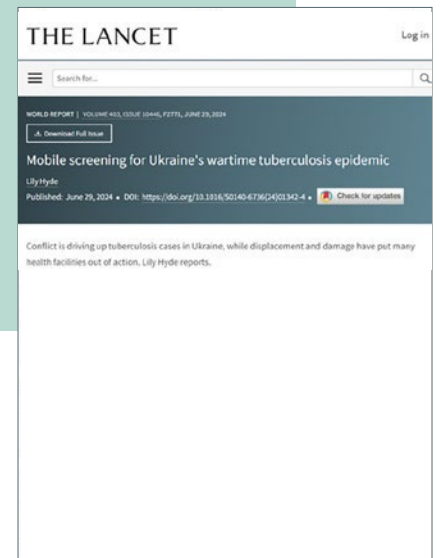 THE LANCET
Log in
Search for...
WORLD REPORT | VOLUME 403, ISSUE 10446, P2773, JUNE 29, 2024
Download Full Issue
Mobile screening for Ukraine's wartime tuberculosis epidemic
Lily Hyde
Published: June 29, 2024 • DOI: https://doi.org/10.1016/S0140-6736(24)01342-4 • Check for updates
Conflict is driving up tuberculosis cases in Ukraine, while displacement and damage have put many
health facilities out of action. Lily Hyde reports.